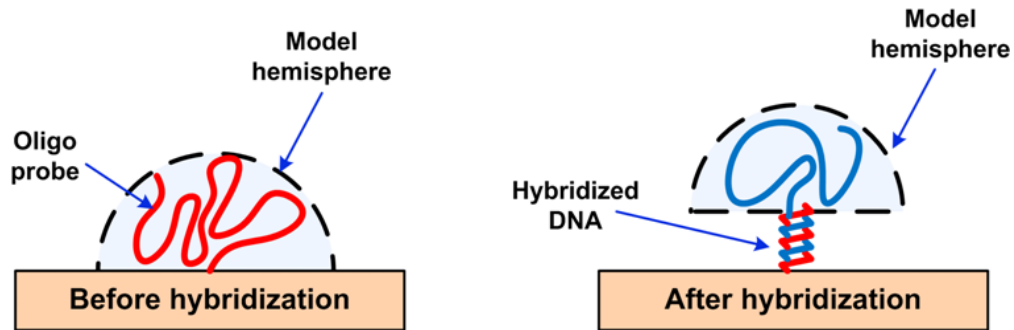 Model
hemisphere
Oligo
probe
Before hybridization
Model
hemisphere
Hybridized
DNA
After hybridization